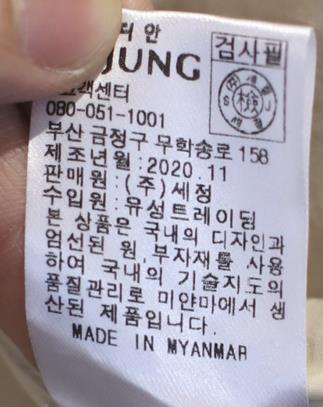 터 안
JUNG
검사필
고객센터
080-051-1001
부산 금정구 무학송로 158
제조년월:2020.11
판매원:(주)세정
수입원:유성트레이딩
본 상품은 국내의 디자인과
엄선된 원,부자재를 사용
하여 국내의 기술지도의
품질관리로 미얀마에서 생
산된 제품입니다.
MADE IN MYANMAR